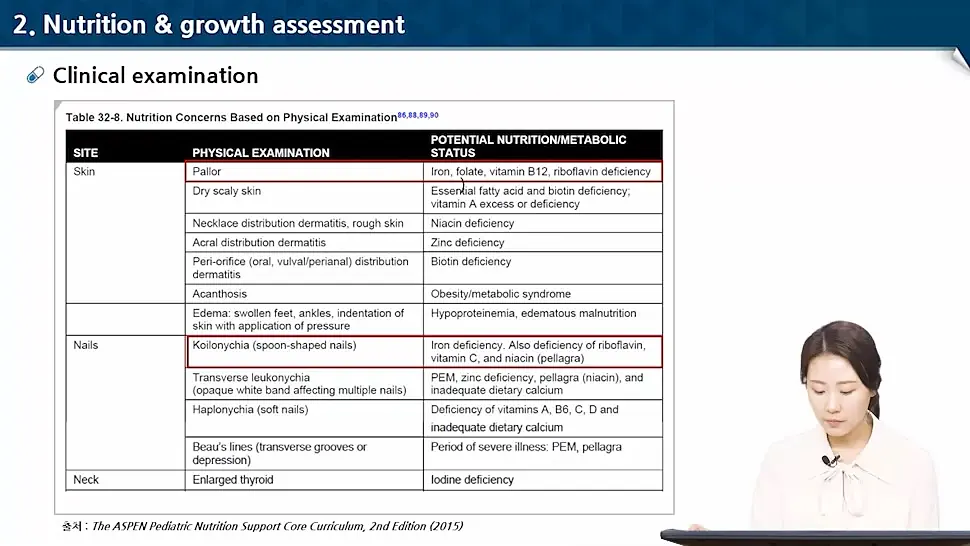 2. Nutrition & growth assessment
Clinical examination
Table 32-8. Nutrition Concerns Based on Physical Examination86,88,89,90
SITE
PHYSICAL EXAMINATION
POTENTIAL NUTRITION/METABOLIC
STATUS
Skin
Pallor
Iron, folate, vitamin B12, riboflavin deficiency
Dry scaly skin
Essential fatty acid and biotin deficiency;
vitamin A excess or deficiency
Necklace distribution dermatitis, rough skin
Niacin deficiency
Acral distribution dermatitis
Zinc deficiency
Peri-orifice (oral, vulval/perianal) distribution
dermatitis
Biotin deficiency
Acanthosis
Obesity/metabolic syndrome
Edema: swollen feet, ankles, indentation of
skin with application of pressure
Hypoproteinemia, edematous malnutrition
Nails
Koilonychia (spoon-shaped nails)
Iron deficiency. Also deficiency of riboflavin,
vitamin C, and niacin (pellagra)
Transverse leukonychia
(opaque white band affecting multiple nails)
PEM, zinc deficiency, pellagra (niacin), and
inadequate dietary calcium
Haplonychia (soft nails)
Deficiency of vitamins A, B6, C, D and
inadequate dietary calcium
Beau's lines (transverse grooves or
depression)
Period of severe illness: PEM, pellagra
Neck
Enlarged thyroid
Iodine deficiency
출처 : The ASPEN Pediatric Nutrition Support Core Curriculum, 2nd Edition (2015)